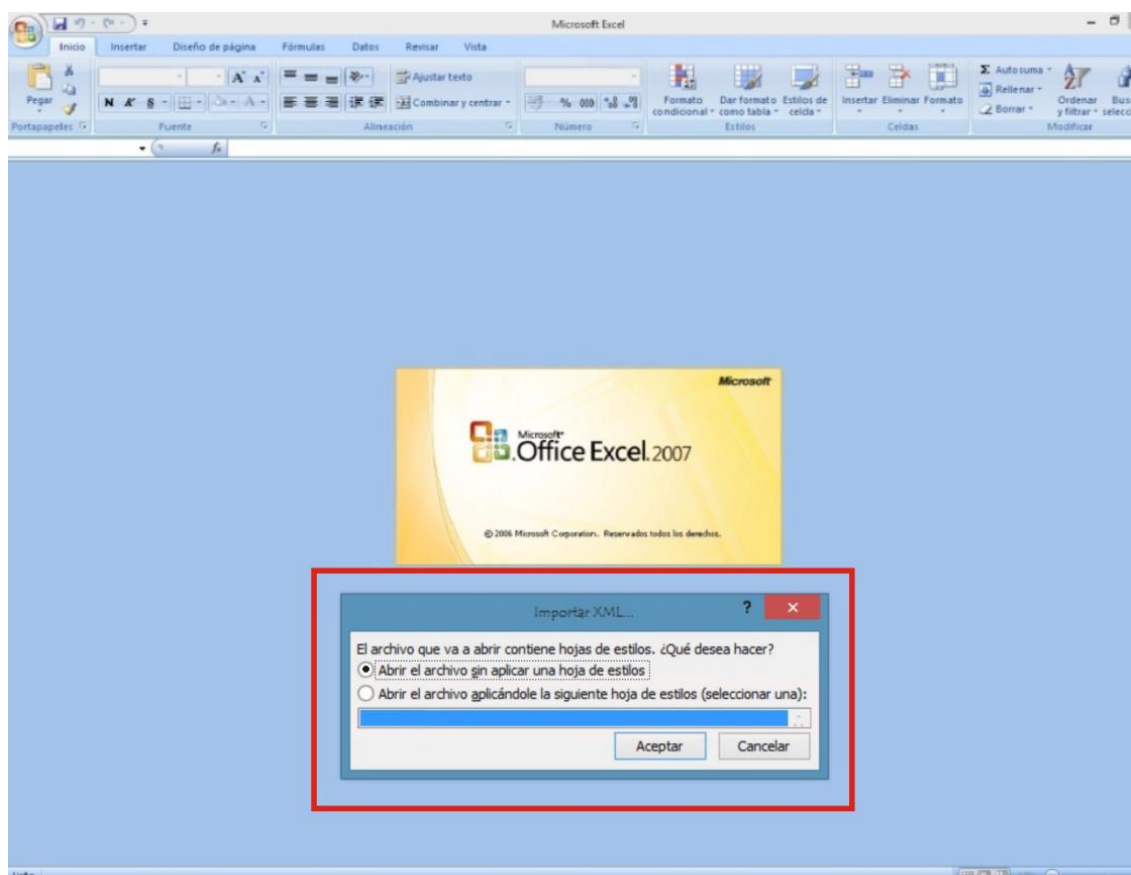 Microsoft Excel
Inicio Insertar Diseño de página Fórmulas Datos Revisar Vista
Pegar
Portapapeles
N K S
Fuente
Ajustar texto
Combinar y centrar
Alineación
% 000
Número
Formato condicional
Dar formato como tabla
Estilos de celda
Estilos
Insertar Eliminar Formato
Celdas
Σ Autosuma
Rellenar
Borrar
Ordenar y filtrar
Modificar
fx
Microsoft
Microsoft
Office Excel 2007
© 2006 Microsoft Corporation. Reservados todos los derechos.
Importar XML...
El archivo que va a abrir contiene hojas de estilos. ¿Qué desea hacer?
Abrir el archivo sin aplicar una hoja de estilos
Abrir el archivo aplicándole la siguiente hoja de estilos (seleccionar una):
Aceptar Cancelar